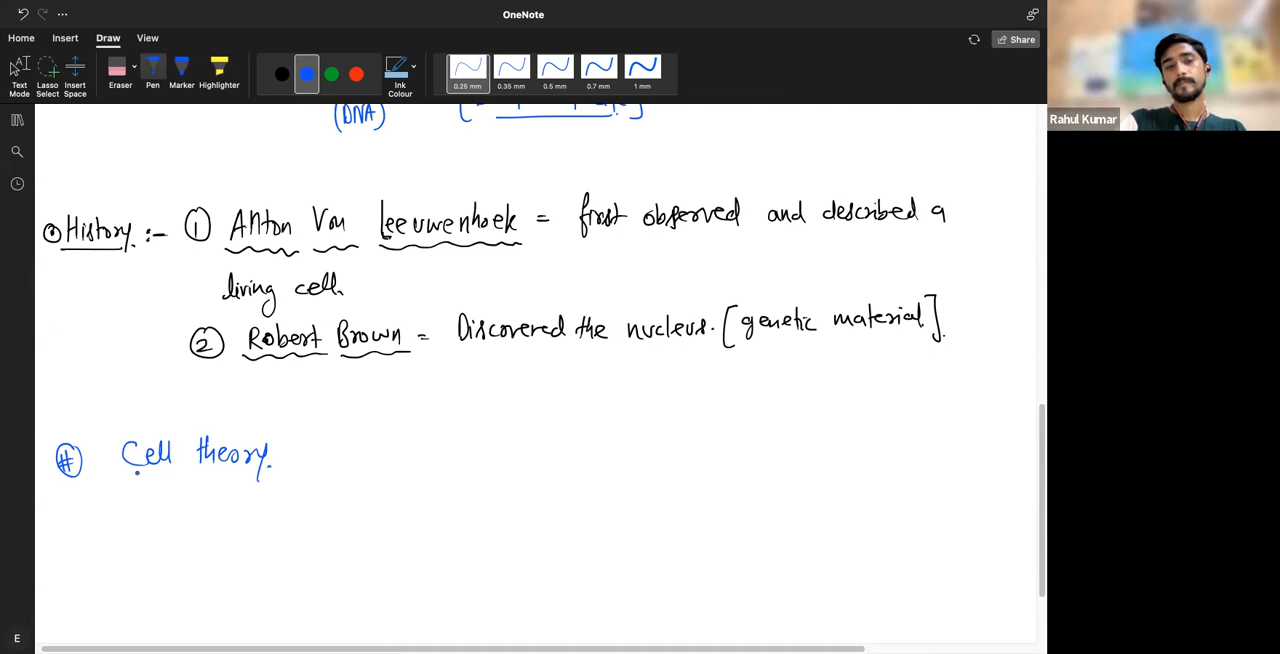 OneNote
Home Insert Draw View
Share
Text Mode
Lasso Select
Insert Space
Eraser
Pen
Marker
Highlighter
Ink Colour
0.25 mm
0.35 mm
0.5 mm
0.7 mm
1 mm
Rahul Kumar
(DNA)
History :- ① Anton Von Leeuwenhoek = first observed and described a
living cell.
② Robert Brown = Discovered the nucleus. [genetic material].
# Cell theory.
E